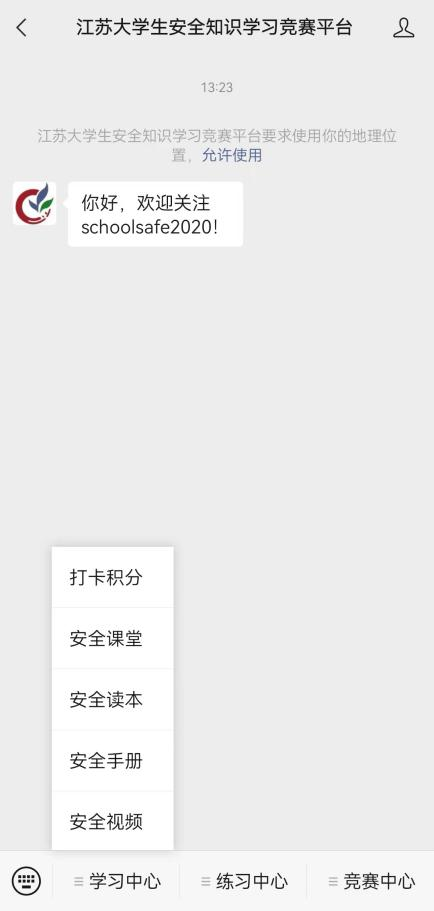 江苏大学生安全知识学习竞赛平台
13:23
江苏大学生安全知识学习竞赛平台要求使用你的地理位
置，允许使用
你好，欢迎关注
schoolsafe2020！
打卡积分
安全课堂
安全读本
安全手册
安全视频
学习中心
练习中心
竞赛中心